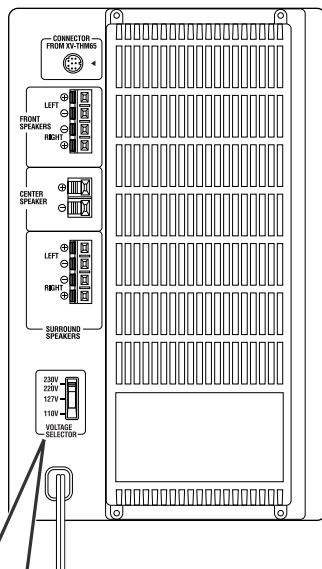 CONNECTOR
FROM XV-THM65
LEFT
FRONT
SPEAKERS
RIGHT
CENTER
SPEAKER
LEFT
RIGHT
SURROUND
SPEAKERS
230V
220V
127V
110V
VOLTAGE
SELECTOR